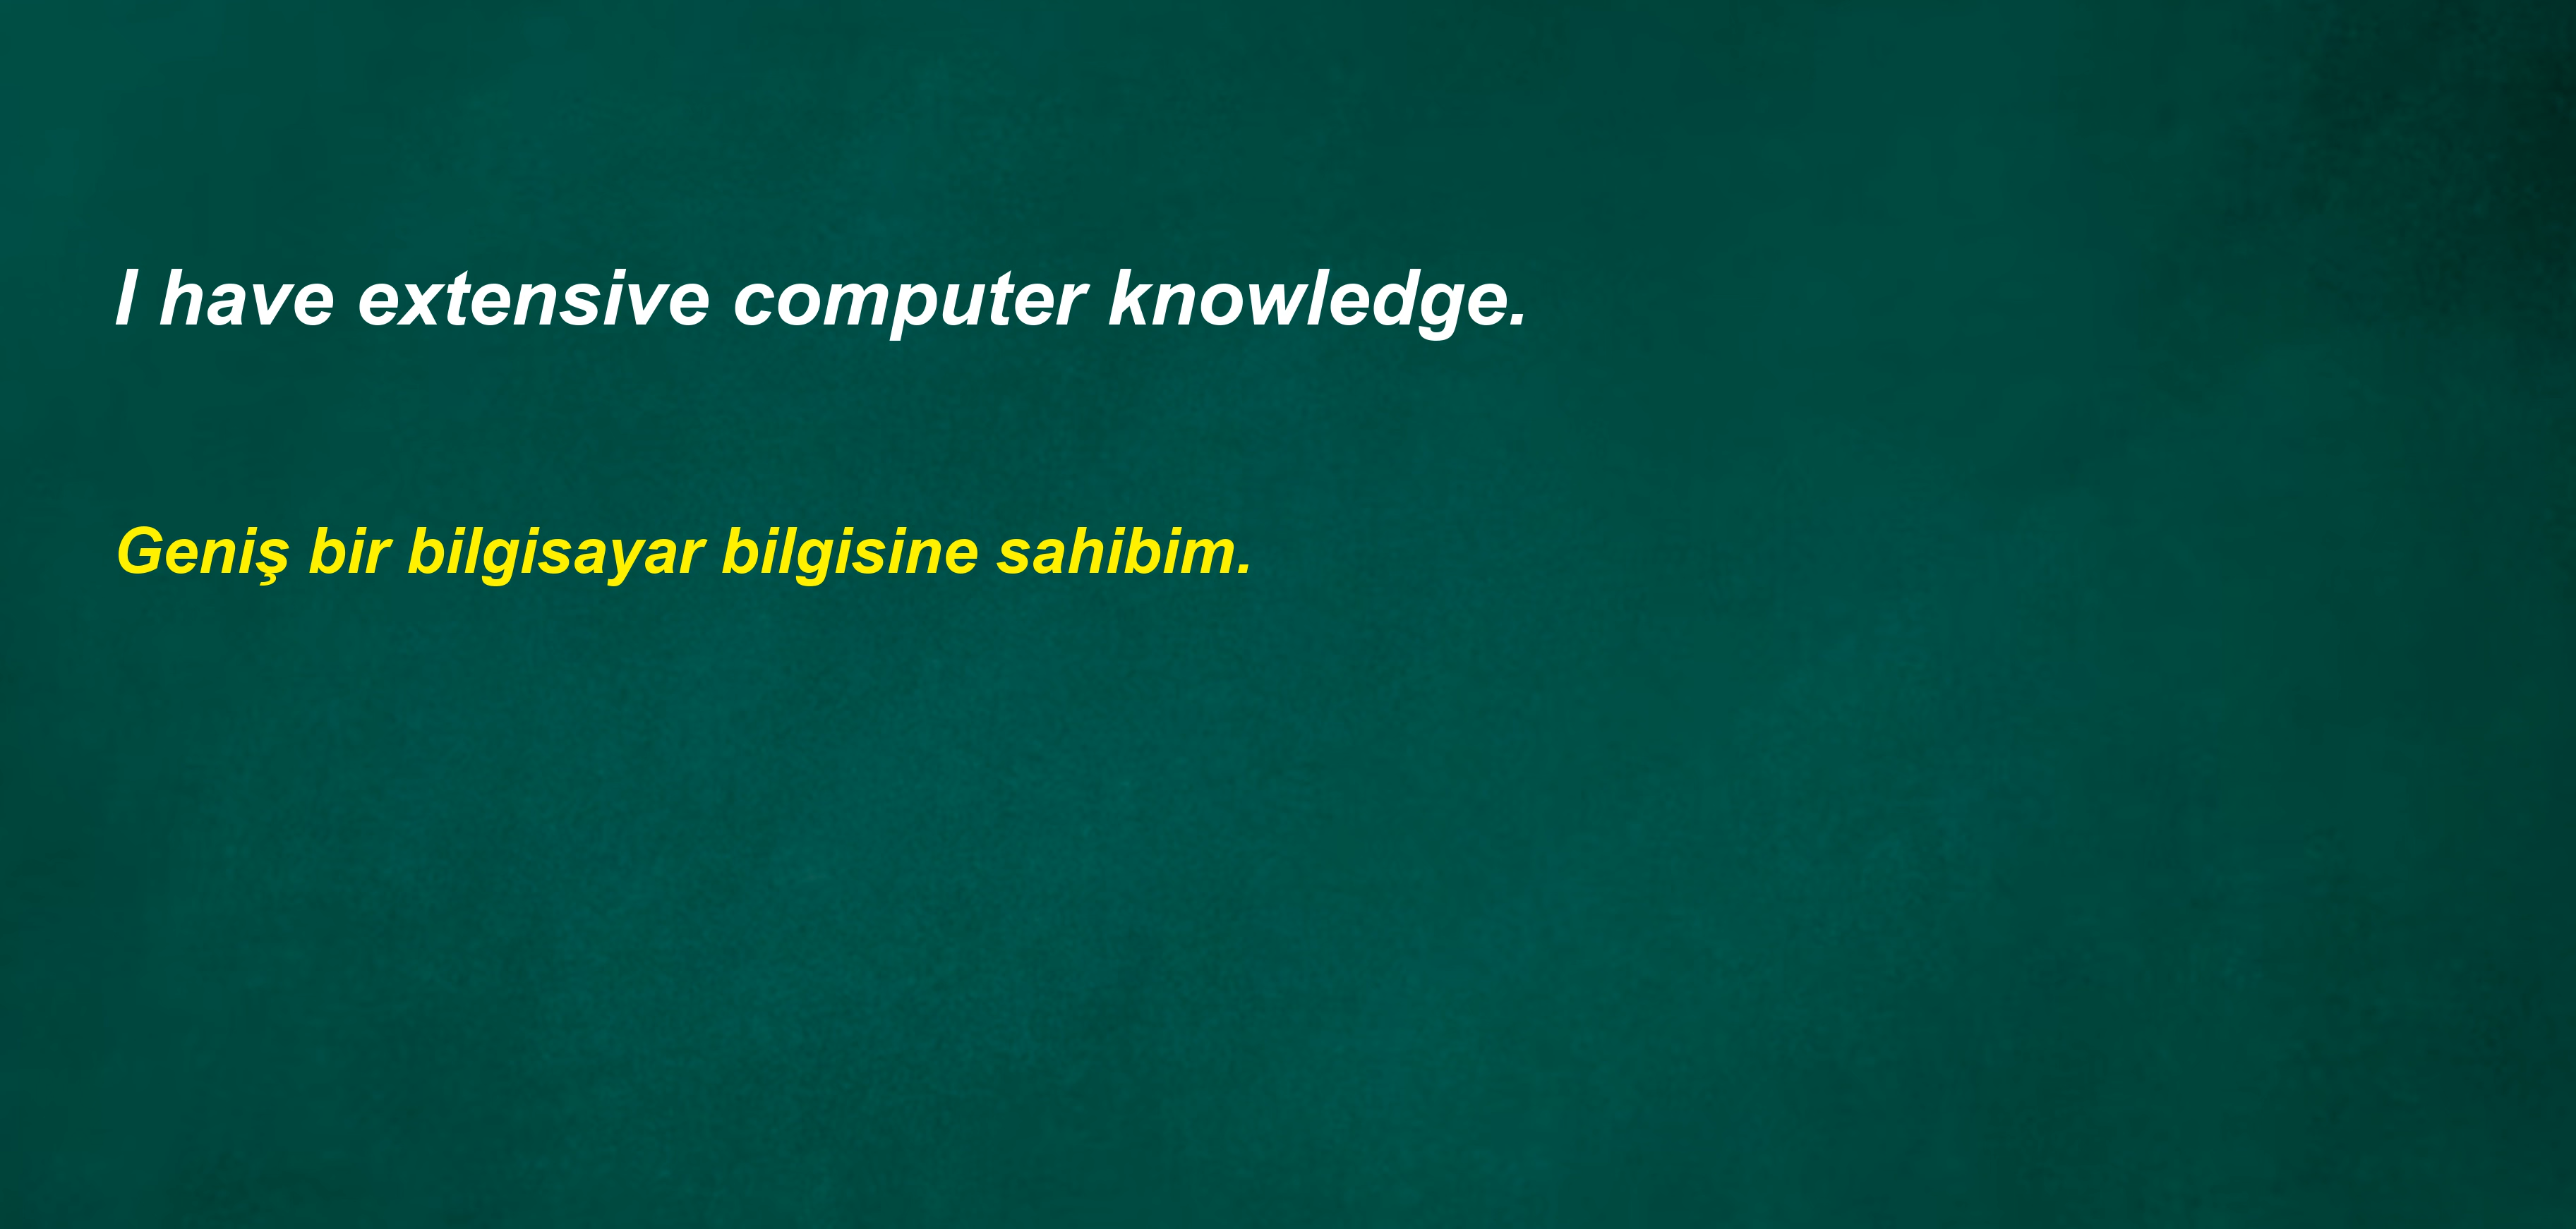 I have extensive computer knowledge.
Geniş bir bilgisayar bilgisine sahibim.